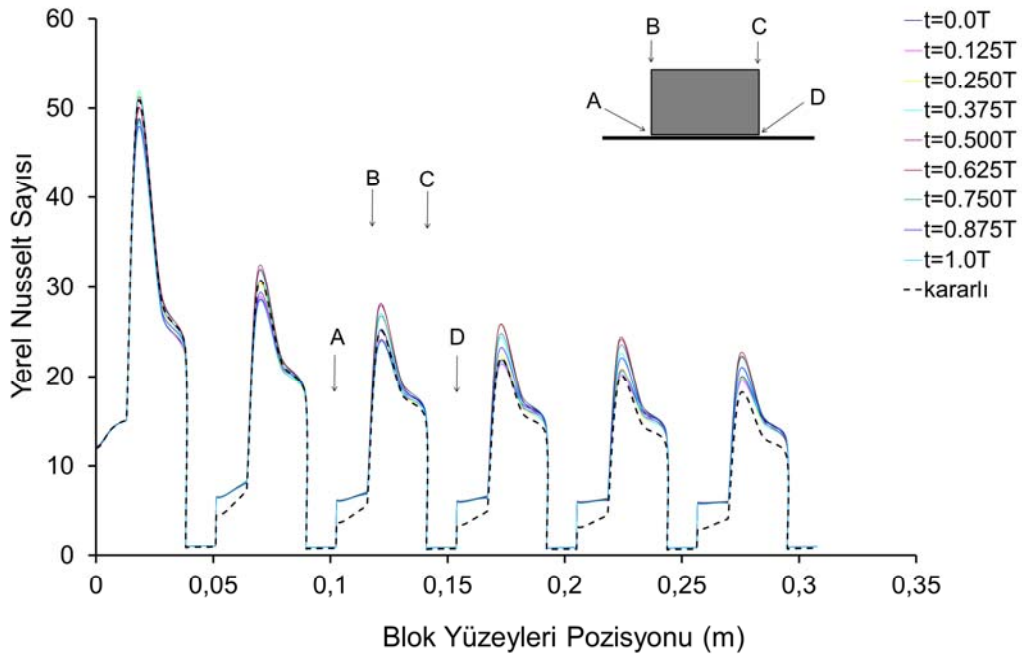 60
50
40
30
20
10
0
0
0,05
0,1
0,15
0,2
0,25
0,3
0,35
Yerel Nusselt Sayısı
Blok Yüzeyleri Pozisyonu (m)
A
B
C
D
B
C
A
D
t=0.0T
t=0.125T
t=0.250T
t=0.375T
t=0.500T
t=0.625T
t=0.750T
t=0.875T
t=1.0T
kararlı